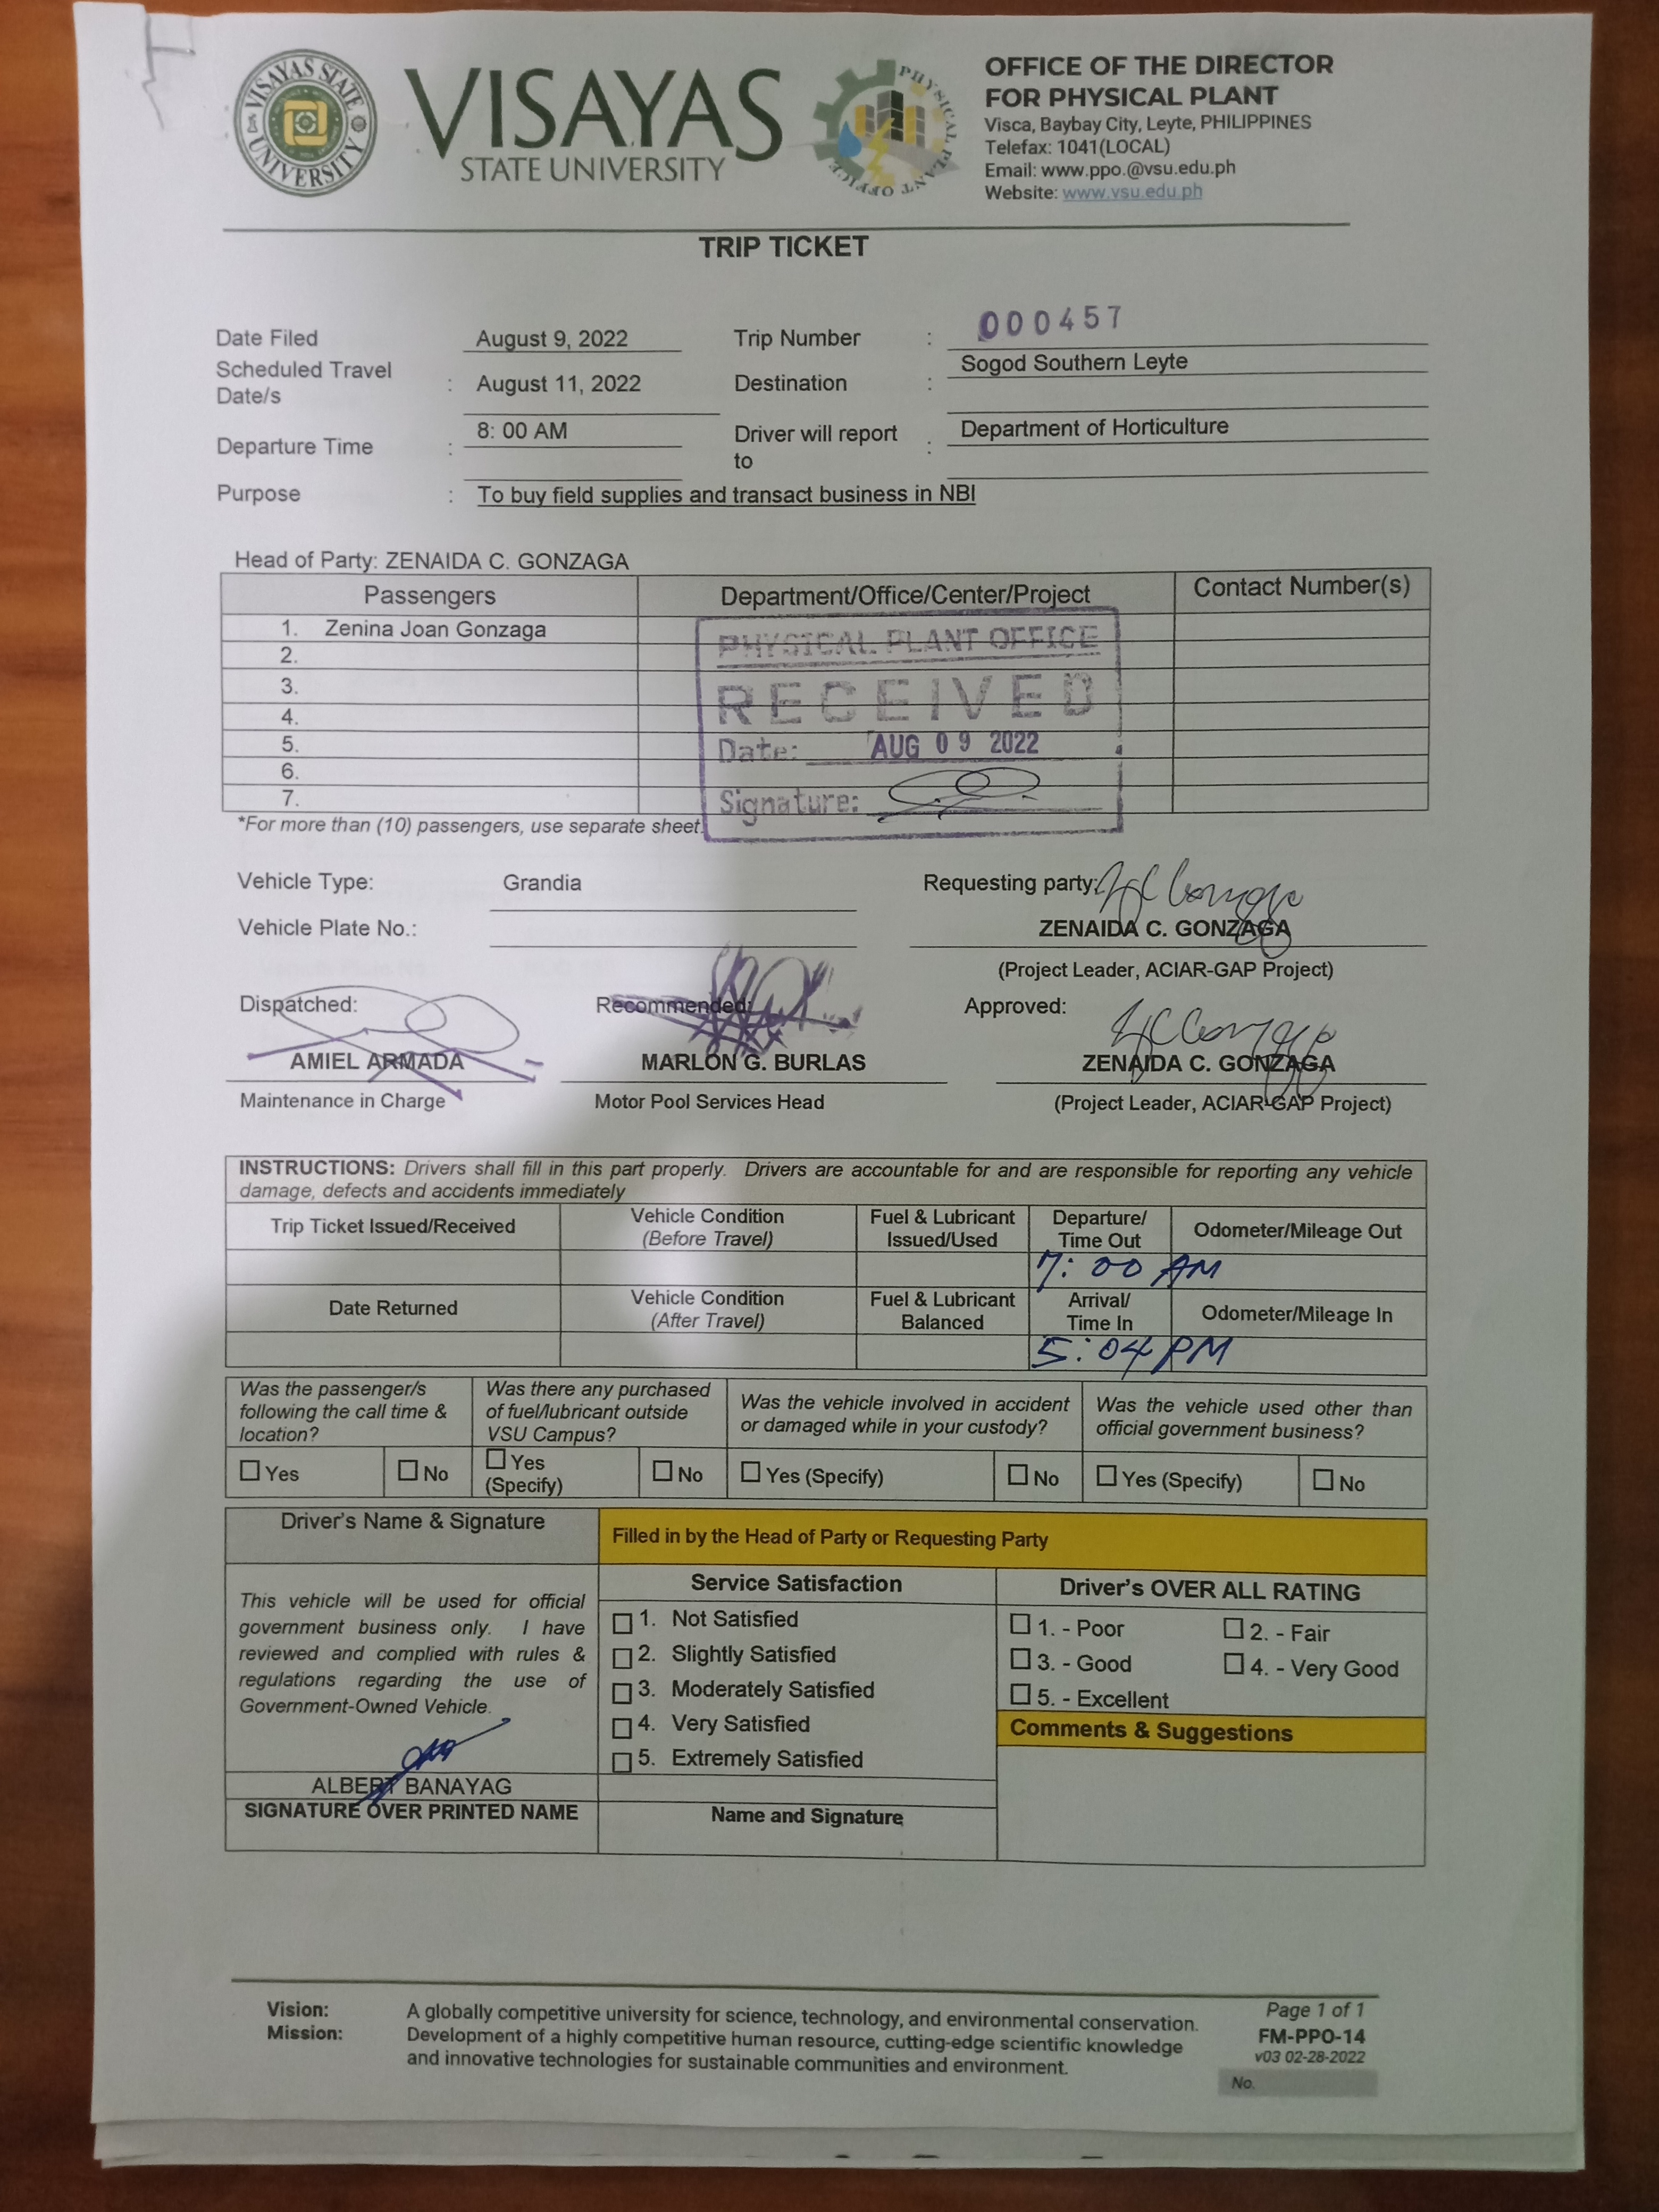 VISAYAS STATE UNIVERSITY
VISAYAS
STATE UNIVERSITY
PHYSICAL PLANT OFFICE
OFFICE OF THE DIRECTOR
FOR PHYSICAL PLANT
Visca, Baybay City, Leyte, PHILIPPINES
Telefax: 1041(LOCAL)
Email: www.ppo.@vsu.edu.ph
Website: www.vsu.edu.ph
TRIP TICKET
Date Filed August 9, 2022 Trip Number : 000457
Scheduled Travel Date/s : August 11, 2022 Destination : Sogod Southern Leyte
Departure Time : 8: 00 AM Driver will report to : Department of Horticulture
Purpose : To buy field supplies and transact business in NBI
Head of Party: ZENAIDA C. GONZAGA
Passengers Department/Office/Center/Project Contact Number(s)
1. Zenina Joan Gonzaga
2.
3.
4.
5.
6.
7.
PHYSICAL PLANT OFFICE
RECEIVED
Date: AUG 09 2022
Signature:
*For more than (10) passengers, use separate sheet
Vehicle Type: Grandia Requesting party:
Vehicle Plate No.: ZENAIDA C. GONZAGA
(Project Leader, ACIAR-GAP Project)
Dispatched: Recommended: Approved:
AMIEL ARMADA MARLON G. BURLAS ZENAIDA C. GONZAGA
Maintenance in Charge Motor Pool Services Head (Project Leader, ACIAR-GAP Project)
INSTRUCTIONS: Drivers shall fill in this part properly. Drivers are accountable for and are responsible for reporting any vehicle
damage, defects and accidents immediately
Trip Ticket Issued/Received Vehicle Condition (Before Travel) Fuel & Lubricant Issued/Used Departure/ Time Out Odometer/Mileage Out
7: 00 AM
Date Returned Vehicle Condition (After Travel) Fuel & Lubricant Balanced Arrival/ Time In Odometer/Mileage In
5:04 PM
Was the passenger/s following the call time & location?
Yes No
Was there any purchased of fuel/lubricant outside VSU Campus?
Yes (Specify) No
Was the vehicle involved in accident or damaged while in your custody?
Yes (Specify) No
Was the vehicle used other than official government business?
Yes (Specify) No
Driver's Name & Signature
This vehicle will be used for official
government business only. I have
reviewed and complied with rules &
regulations regarding the use of
Government-Owned Vehicle.
ALBERT BANAYAG
SIGNATURE OVER PRINTED NAME
Filled in by the Head of Party or Requesting Party
Service Satisfaction
1. Not Satisfied
2. Slightly Satisfied
3. Moderately Satisfied
4. Very Satisfied
5. Extremely Satisfied
Name and Signature
Driver's OVER ALL RATING
1. - Poor 2. - Fair
3. - Good 4. - Very Good
5. - Excellent
Comments & Suggestions
Vision: A globally competitive university for science, technology, and environmental conservation.
Mission: Development of a highly competitive human resource, cutting-edge scientific knowledge
and innovative technologies for sustainable communities and environment.
Page 1 of 1
FM-PPO-14
v03 02-28-2022
No.